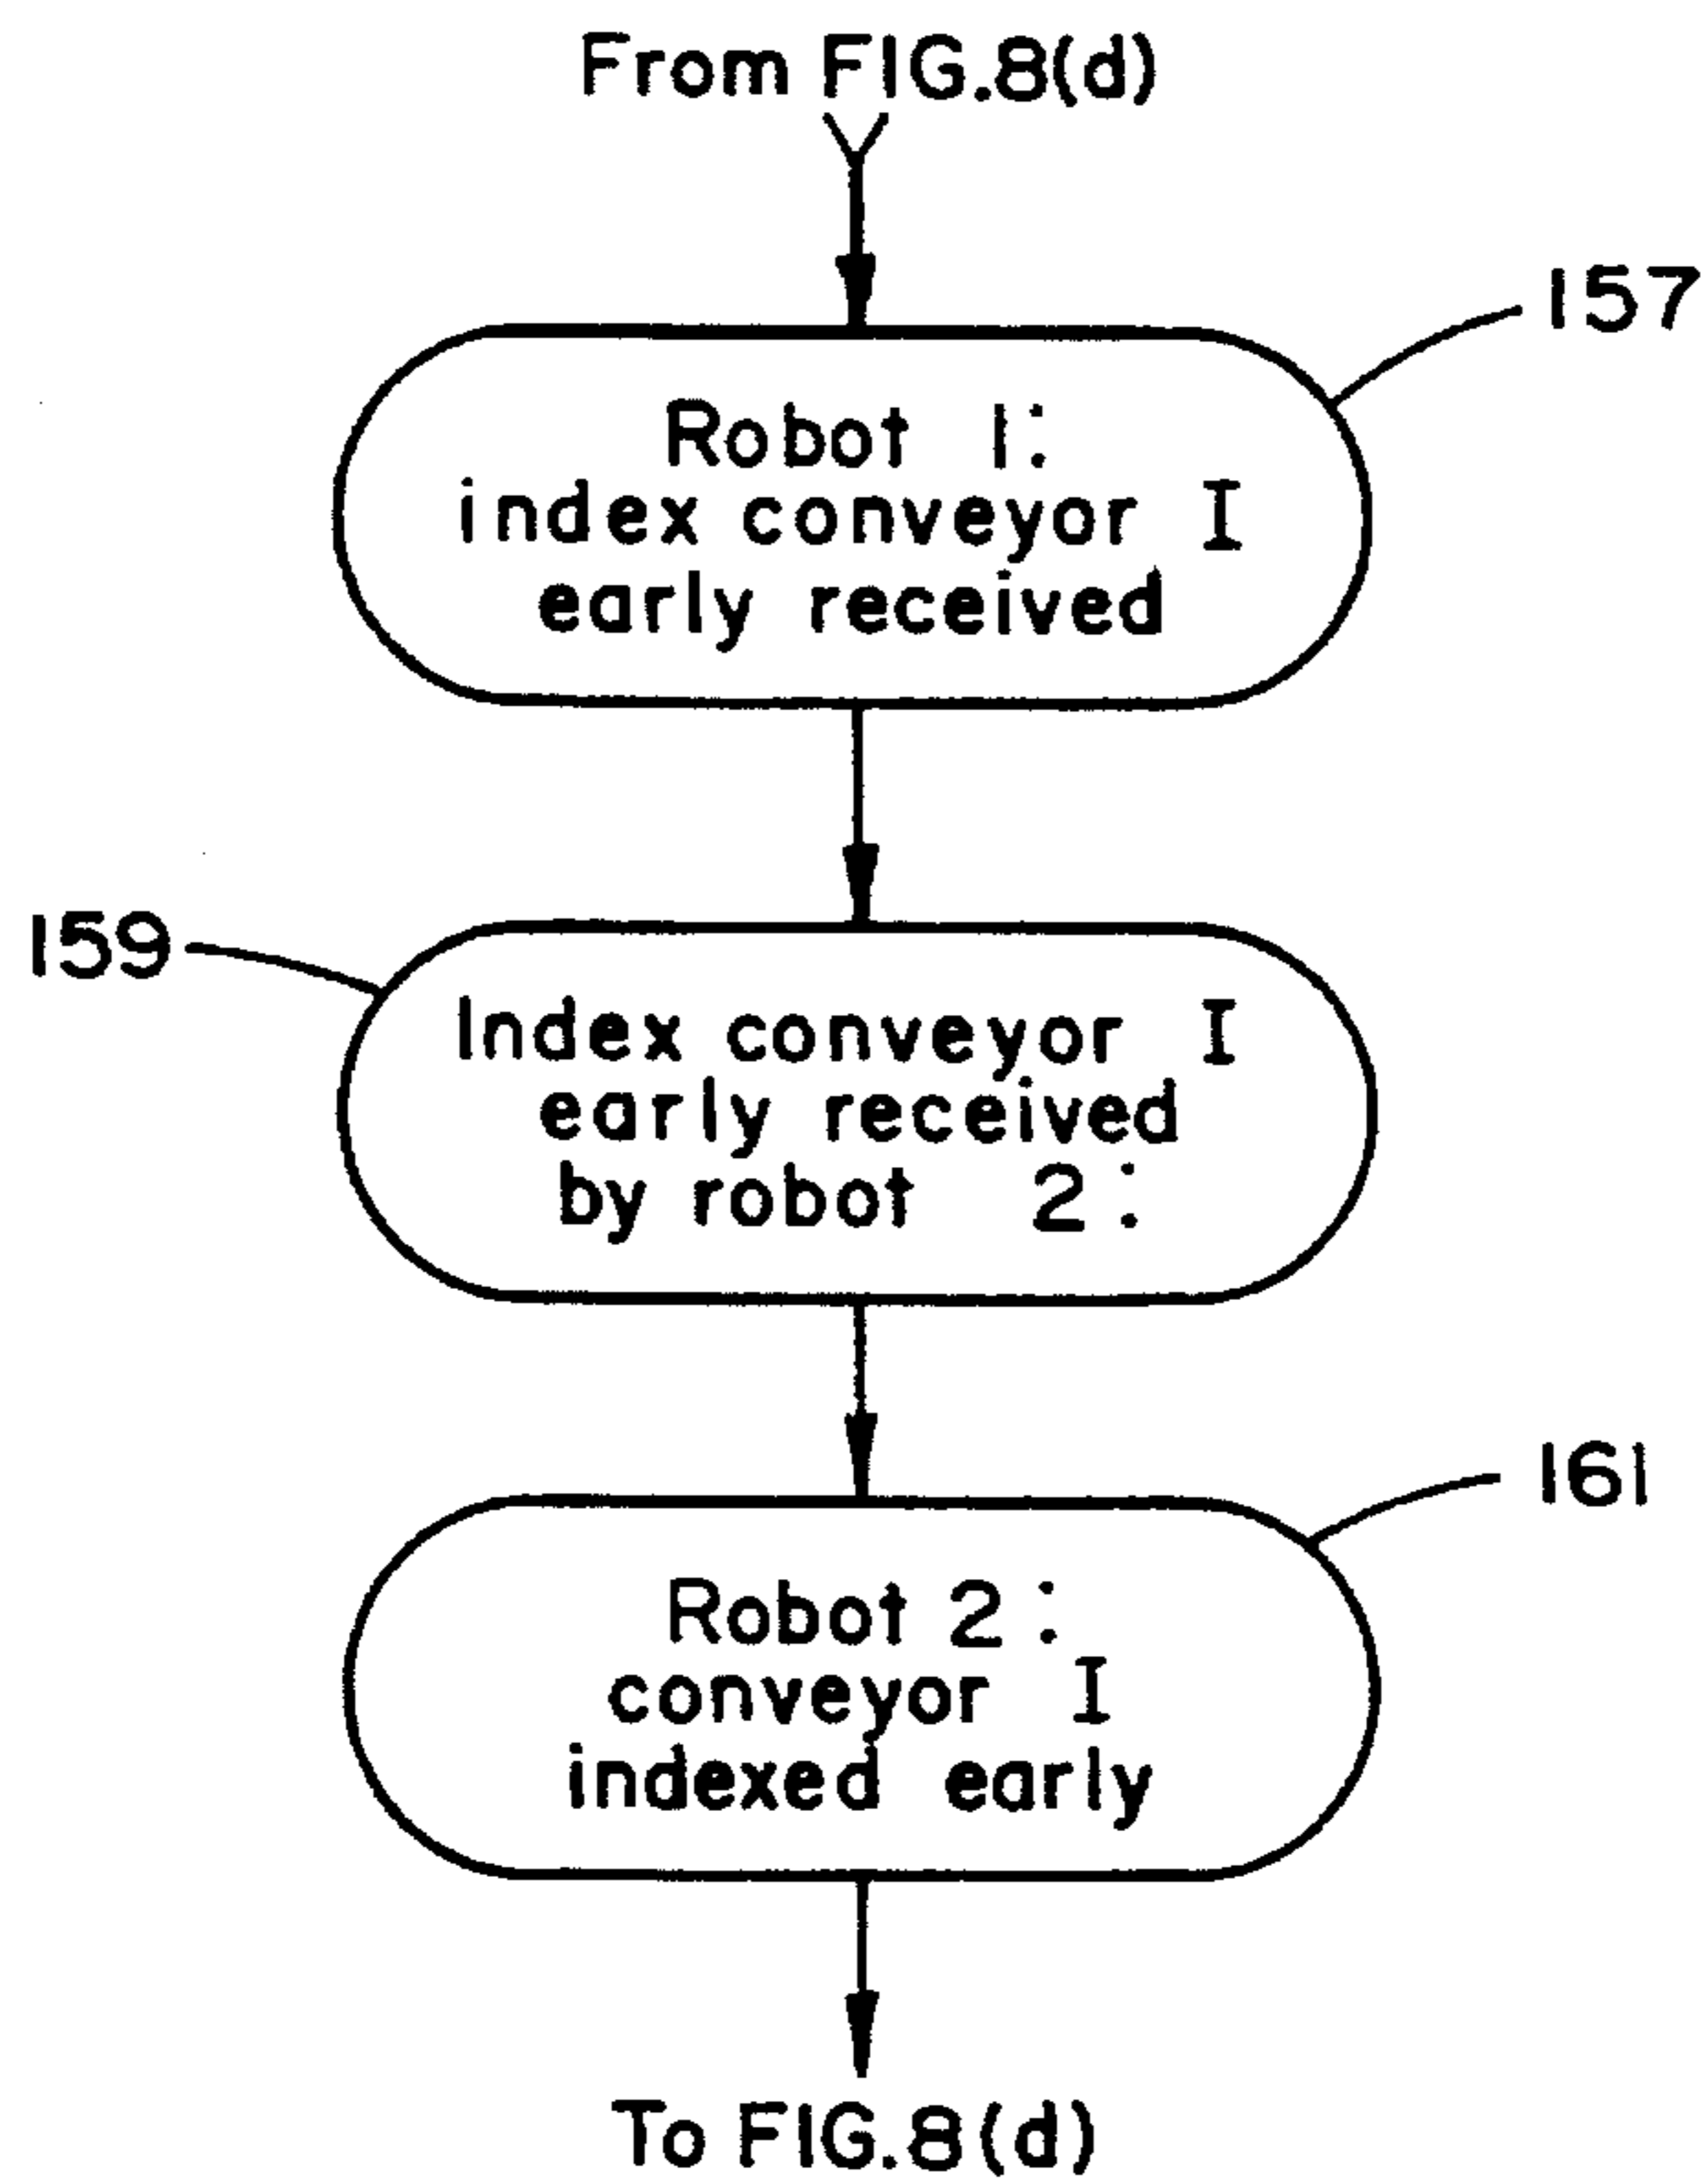 From FIG.8(d)
157
Robot 1:
index conveyor I
early received
159
Index conveyor I
early received
by robot 2:
161
Robot 2:
conveyor I
indexed early
To FIG.8(d)